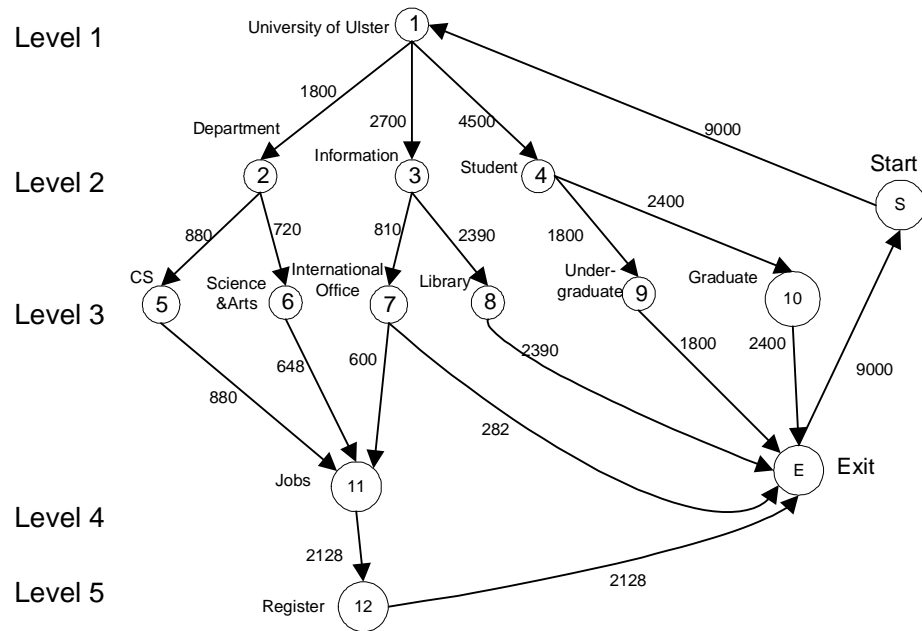 Level 1
University of Ulster
1
1800
2700
4500
9000
Department
Information
Student
Start
Level 2
2
3
4
S
2400
880
720
810
2390
1800
CS
Science
&Arts
International
Office
Library
Under-
graduate
Graduate
Level 3
5
6
7
8
9
10
648
600
2390
1800
2400
9000
880
282
Jobs
11
E
Exit
Level 4
2128
2128
Level 5
Register
12